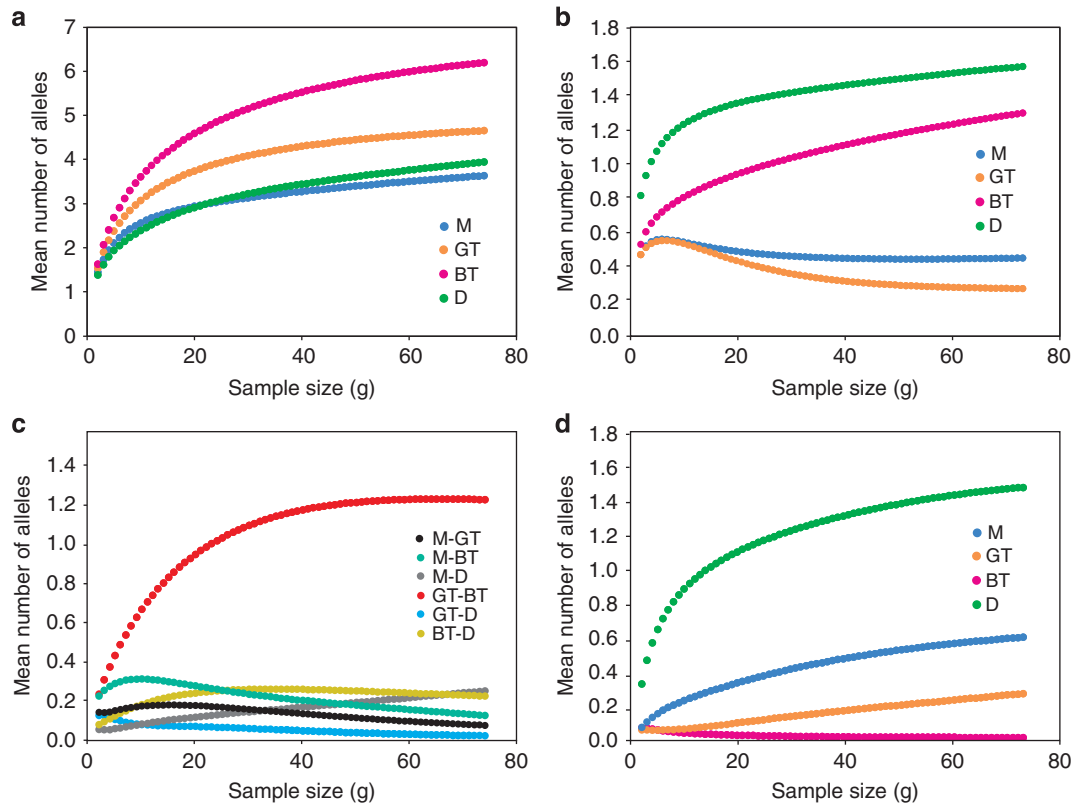 a
7
6
5
4
3
2
1
0
Mean number of alleles
0 20 40 60 80
Sample size (g)
M
GT
BT
D
b
1.8
1.6
1.4
1.2
1.0
0.8
0.6
0.4
0.2
0.0
Mean number of alleles
0 20 40 60 80
Sample size (g)
M
GT
BT
D
c
1.4
1.2
1.0
0.8
0.6
0.4
0.2
0.0
Mean number of alleles
0 20 40 60 80
Sample size (g)
M-GT
M-BT
M-D
GT-BT
GT-D
BT-D
d
1.8
1.6
1.4
1.2
1.0
0.8
0.6
0.4
0.2
0.0
Mean number of alleles
0 20 40 60 80
Sample size (g)
M
GT
BT
D